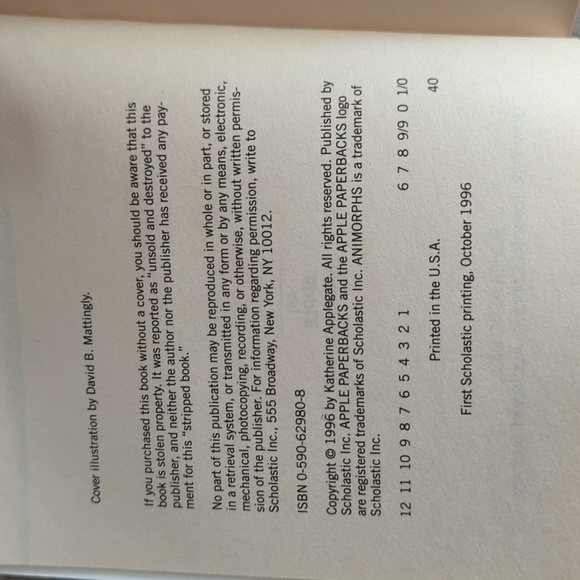 Cover illustration by David B. Mattingly.
If you purchased this book without a cover, you should be aware that this
book is stolen property. It was reported as "unsold and destroyed" to the
publisher, and neither the author nor the publisher has received any pay-
ment for this "stripped book."
No part of this publication may be reproduced in whole or in part, or stored
in a retrieval system, or transmitted in any form or by any means, electronic,
mechanical, photocopying, recording, or otherwise, without written permis-
sion of the publisher. For information regarding permission, write to
Scholastic Inc., 555 Broadway, New York, NY 10012.
ISBN 0-590-62980-8
Copyright © 1996 by Katherine Applegate. All rights reserved. Published by
Scholastic Inc. APPLE PAPERBACKS and the APPLE PAPERBACKS logo
are registered trademarks of Scholastic Inc. ANIMORPHS is a trademark of
Scholastic Inc.
12 11 10 9 8 7 6 5 4 3 2 1 6 7 8 9/9 0 1/0
Printed in the U.S.A. 40
First Scholastic printing, October 1996